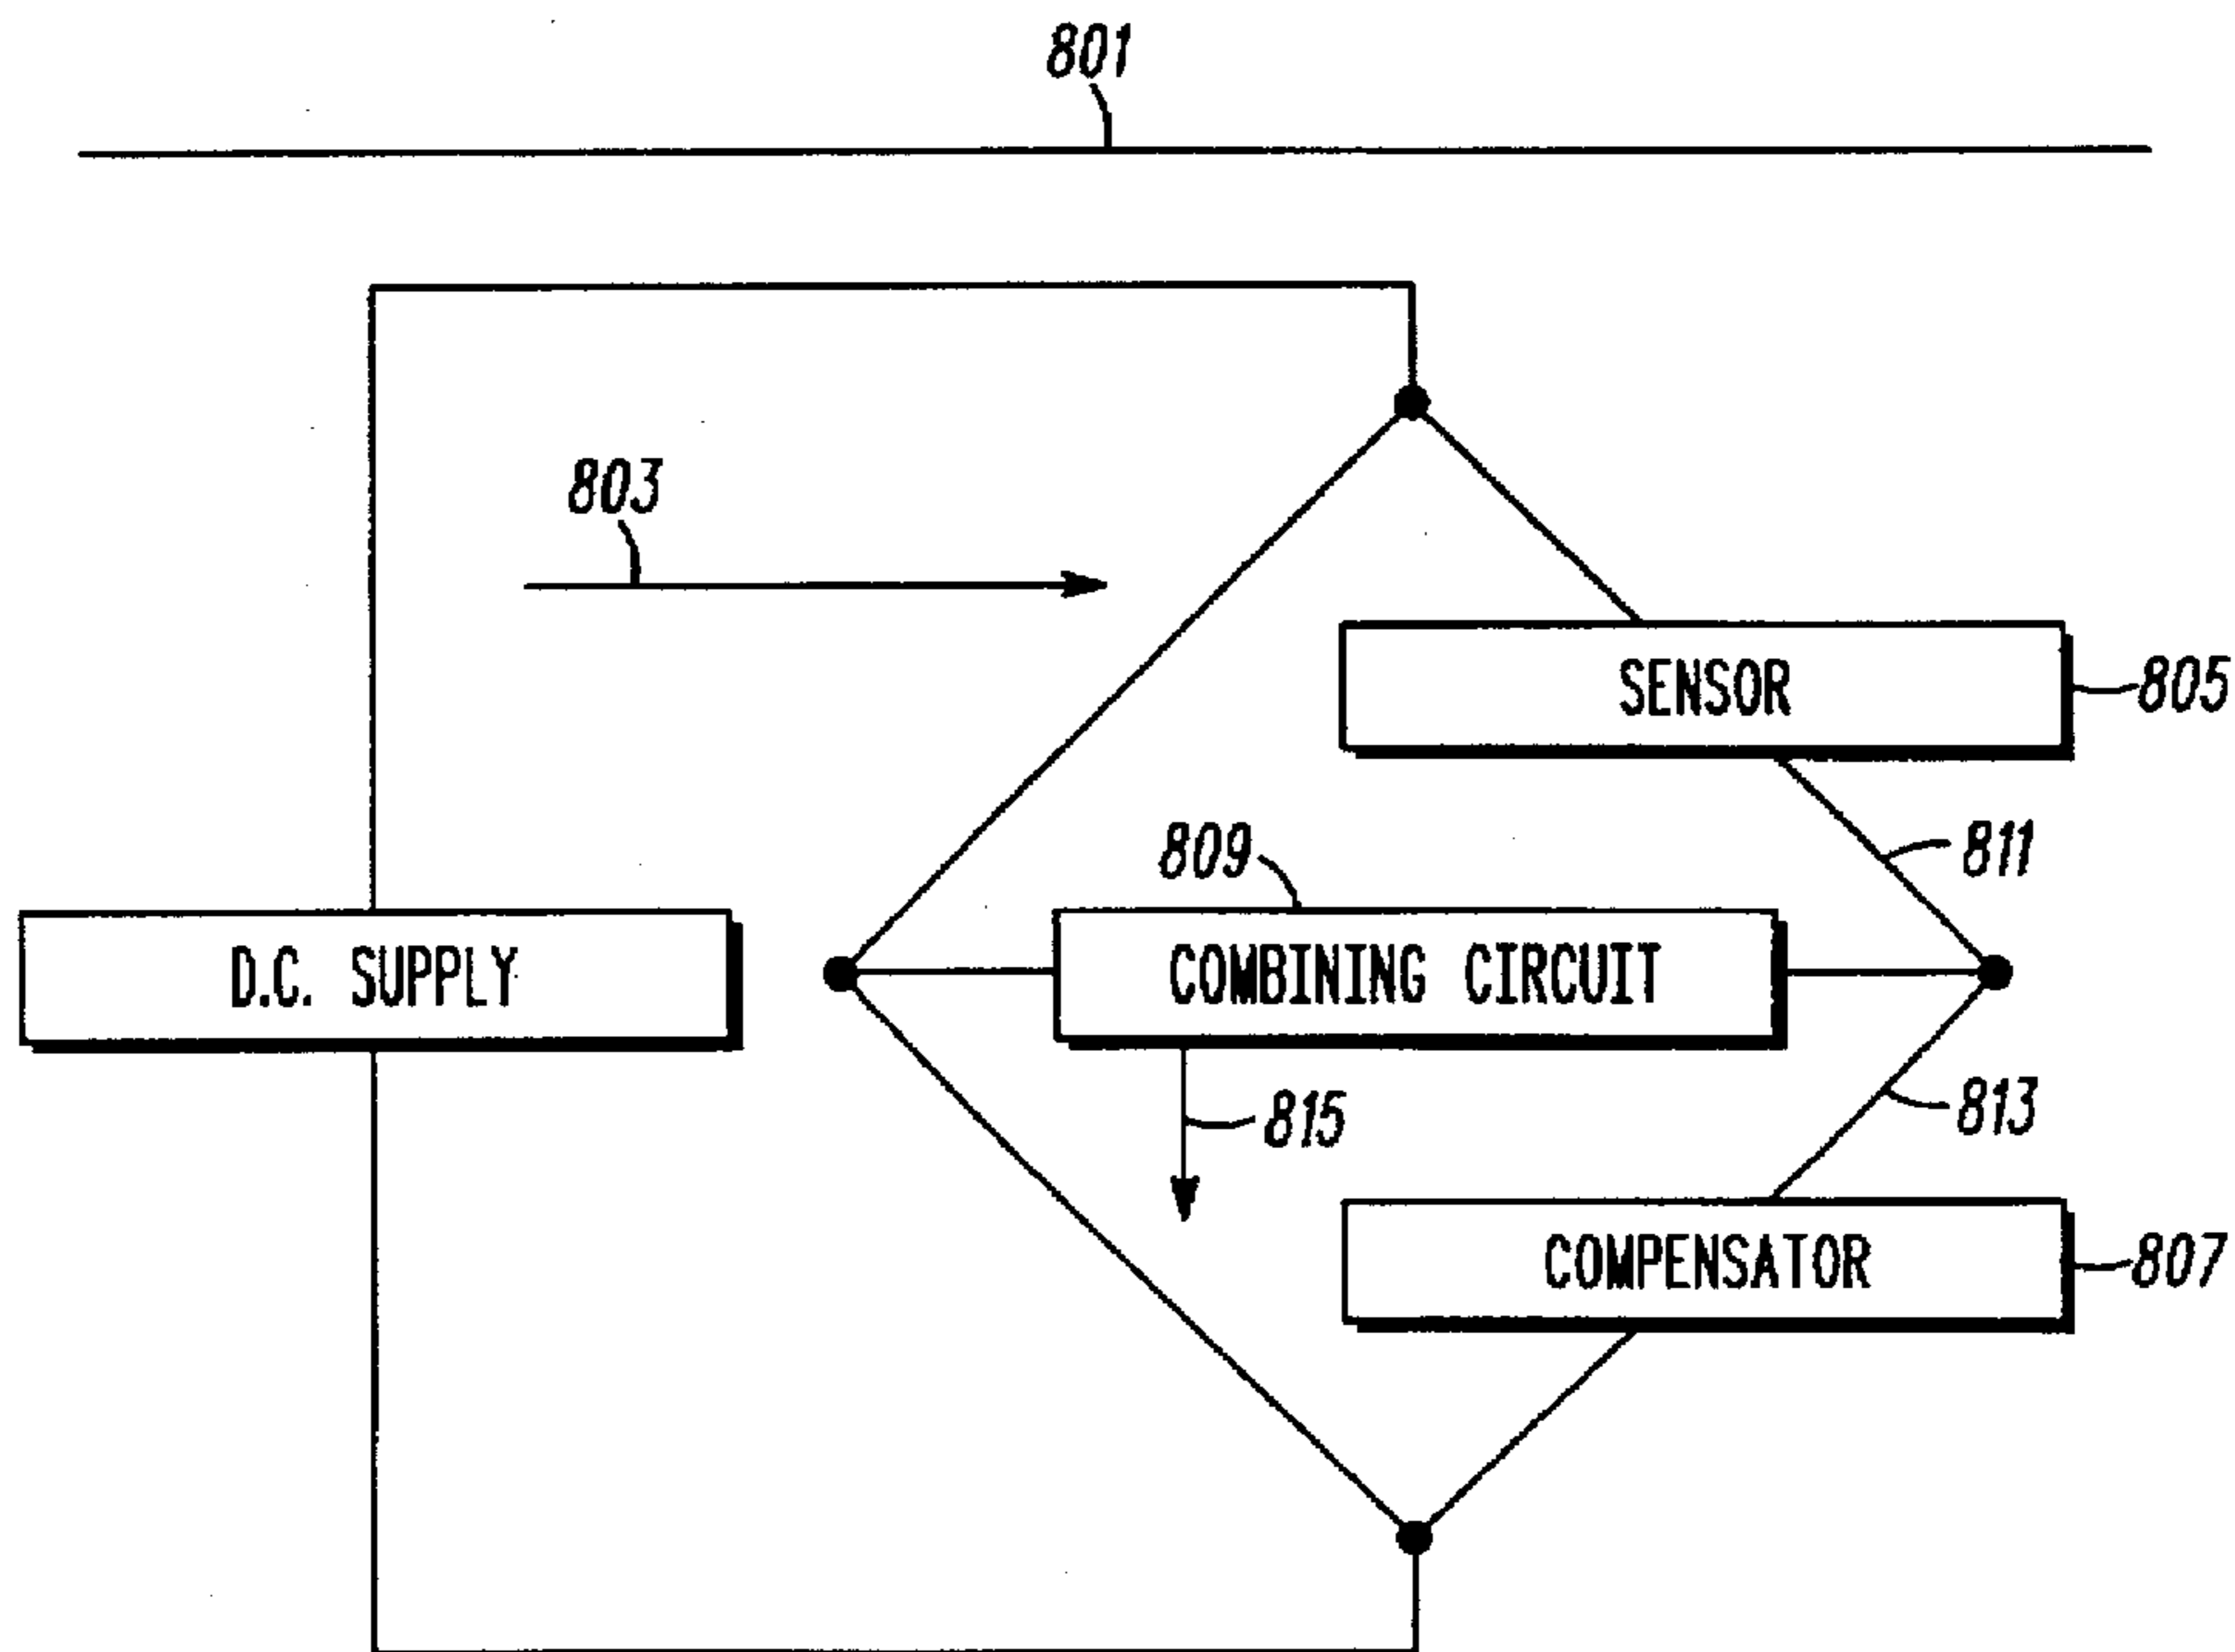 801
803
SENSOR
805
811
809
D.C. SUPPLY
COMBINING CIRCUIT
815
813
COMPENSATOR
807